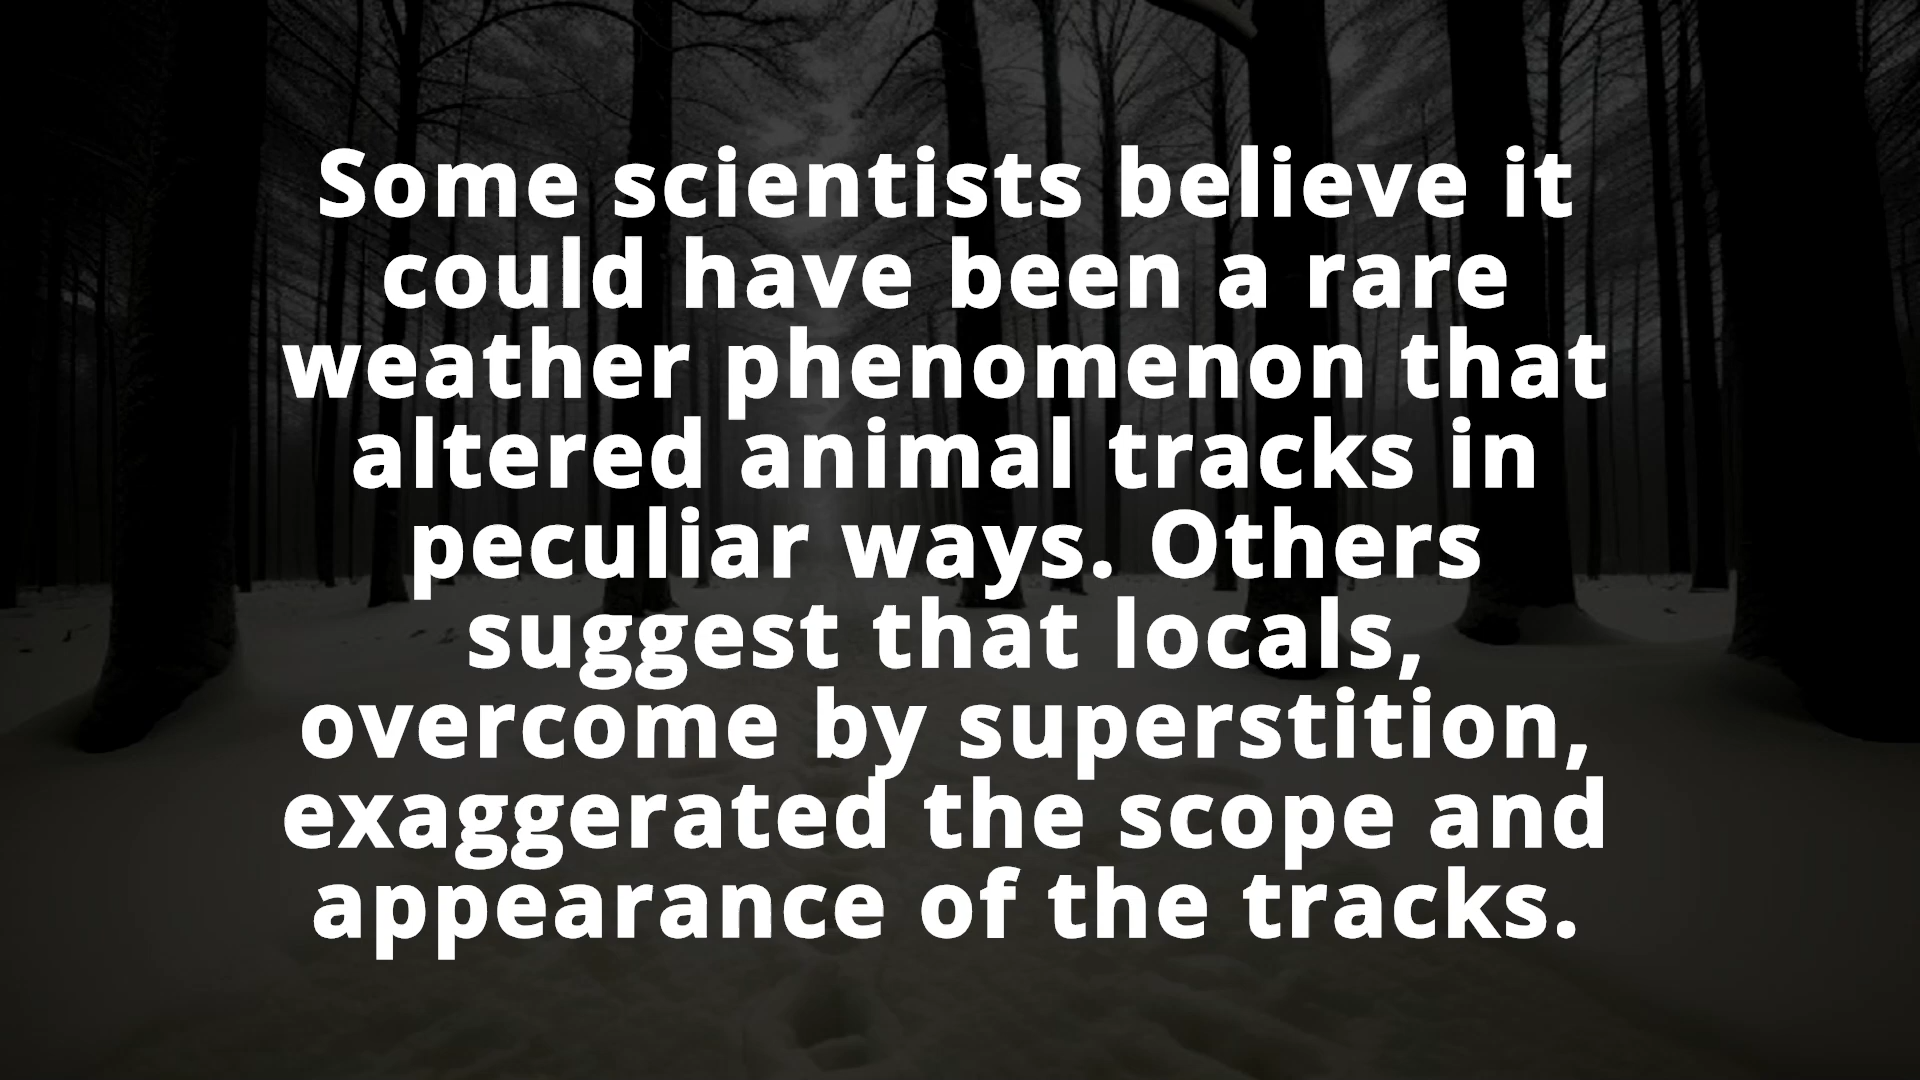 Some scientists believe it
could have been a rare
weather phenomenon that
altered animal tracks in
peculiar ways. Others
suggest that locals,
overcome by superstition,
exaggerated the scope and
appearance of the tracks.